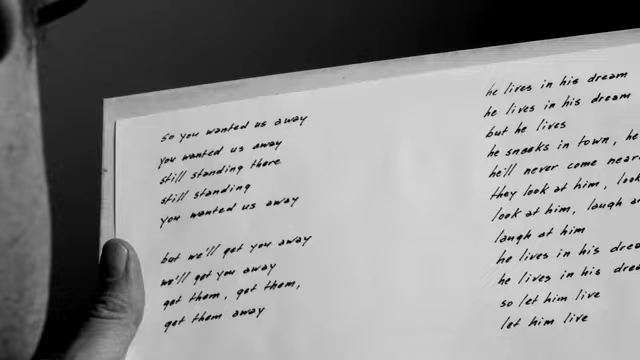 so you wanted us away
you wanted us away
still standing there
still standing
you wanted us away
but we'll get you away
we'll get you away
get them, get them,
get them away
he lives in his dream
he lives in his dream
but he lives
he sneaks in town, he
he'll never come near
they look at him, look
look at him, laugh
laugh at him
he lives in his
he lives in his
so let him live
let him live